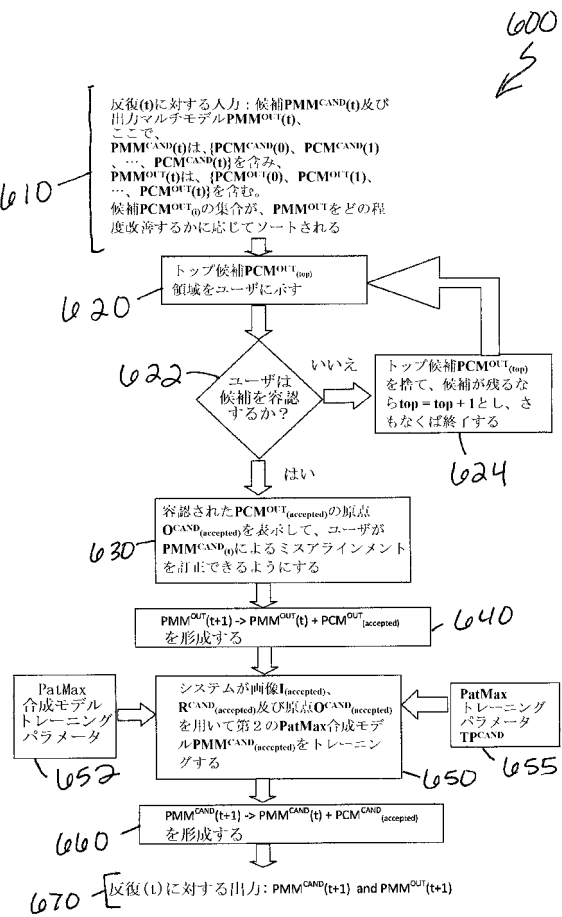 600
反復(t)に対する入力：候補PMM^CAND(t)及び
出力マルチモデルPMM^OUT(t)、
ここで、
PMM^CAND(t)は、{PCM^CAND(0)、PCM^CAND(1)
、…、PCM^CAND(t)}を含み、
PMM^OUT(t)は、{PCM^OUT(0)、PCM^OUT(1)、
…、PCM^OUT(t)}を含む。
候補PCM^OUT_(i)の集合が、PMM^OUTをどの程
度改善するかに応じてソートされる
610
トップ候補PCM^OUT_(top)
領域をユーザに示す
620
622
ユーザは
候補を容認
するか？
いいえ
トップ候補PCM^OUT_(top)
を捨て、候補が残るな
らtop = top + 1とし、さ
もなくば終了する
624
はい
容認されたPCM^OUT_(accepted)の原点
O^CAND_(accepted)を表示して、ユーザが
PMM^CAND_(t)によるミスアラインメント
を訂正できるようにする
630
PMM^OUT(t+1) -> PMM^OUT(t) + PCM^OUT_(accepted)
を形成する
640
PatMax
合成モデル
トレーニング
パラメータ
652
システムが画像I_(accepted)、
R^CAND_(accepted)及び原点O^CAND_(accepted)
を用いて第２のPatMax合成モデ
ルPMM^CAND_(accepted)をトレーニン
グする
650
PatMax
トレーニング
パラメータ
TP^CAND
655
PMM^CAND(t+1) -> PMM^CAND(t) + PCM^CAND_(accepted)
を形成する
660
670
反復(t)に対する出力：PMM^CAND(t+1) and PMM^OUT(t+1)